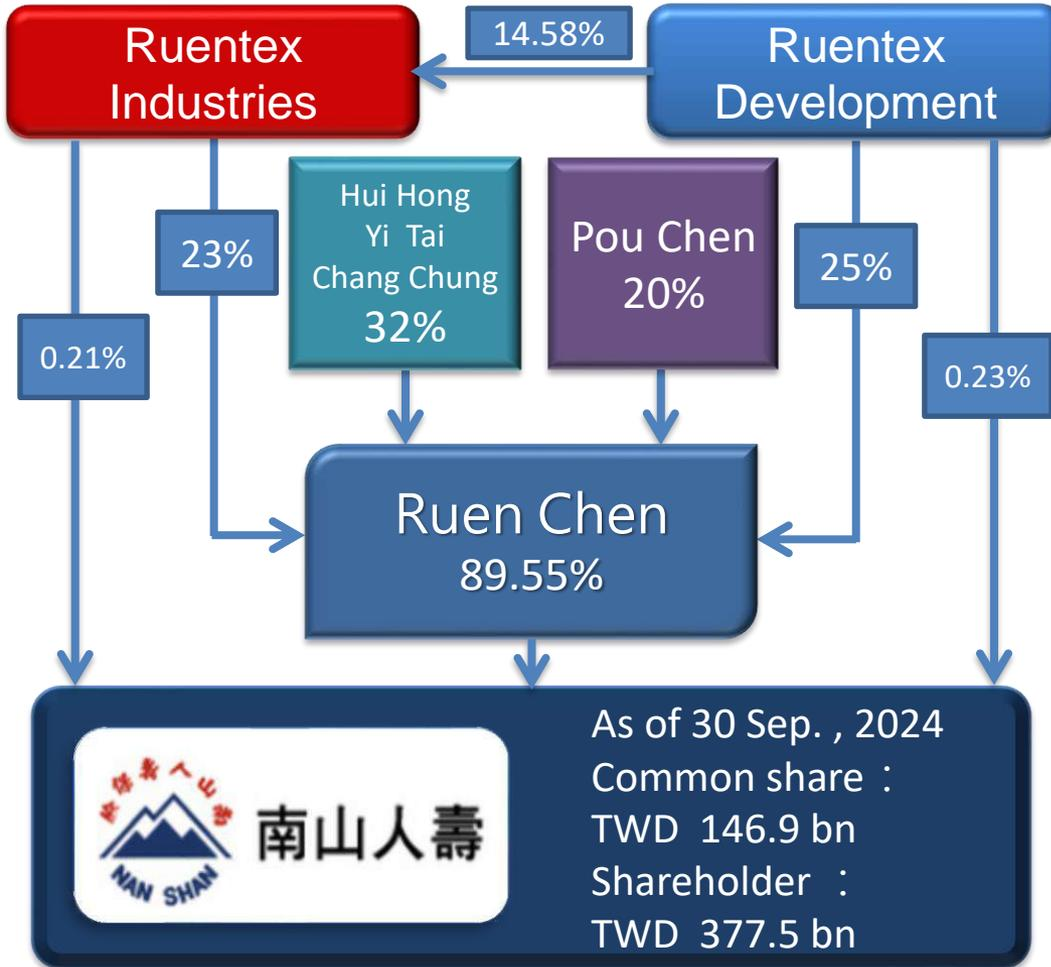 Ruentex
Industries
14.58%
Ruentex
Development
23%
Hui Hong
Yi Tai
Chang Chung
32%
Pou Chen
20%
25%
0.21%
0.23%
Ruen Chen
89.55%
南山人壽
NAN SHAN
As of 30 Sep. , 2024
Common share：
TWD 146.9 bn
Shareholder ：
TWD 377.5 bn